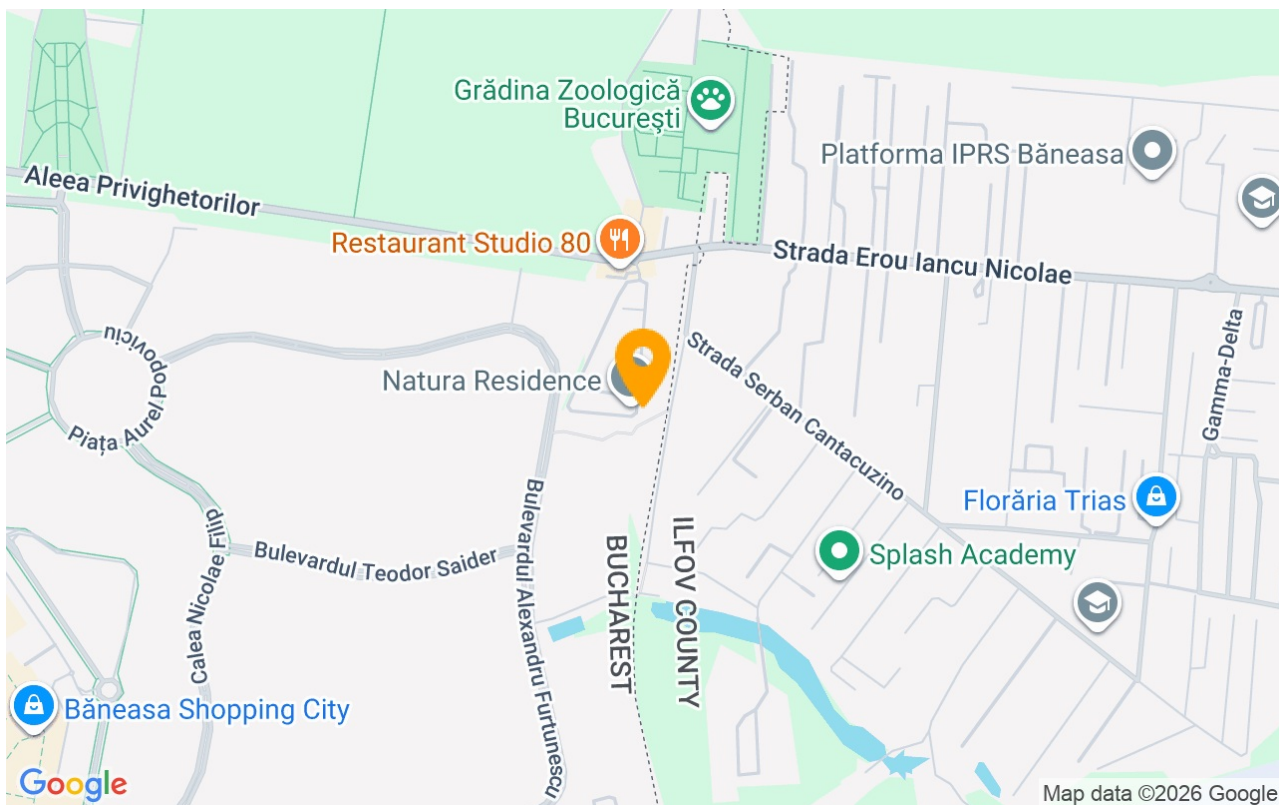 Grădina Zoologică
Bucureşti
Platforma IPRS Băneasa
Aleea Privighetorilor
Restaurant Studio 80
Strada Erou Iancu Nicolae
Piața Aurel Popoviciu
Natura Residence
Strada Serban Cantacuzino
Gamma-Delta
Florăria Trias
Calea Nicolae Filip
Bulevardul Teodor Saider
Bulevardul Alexandru Furtunescu
BUCHAREST
ILFOV COUNTY
Splash Academy
Băneasa Shopping City
Google
Map data ©2026 Google